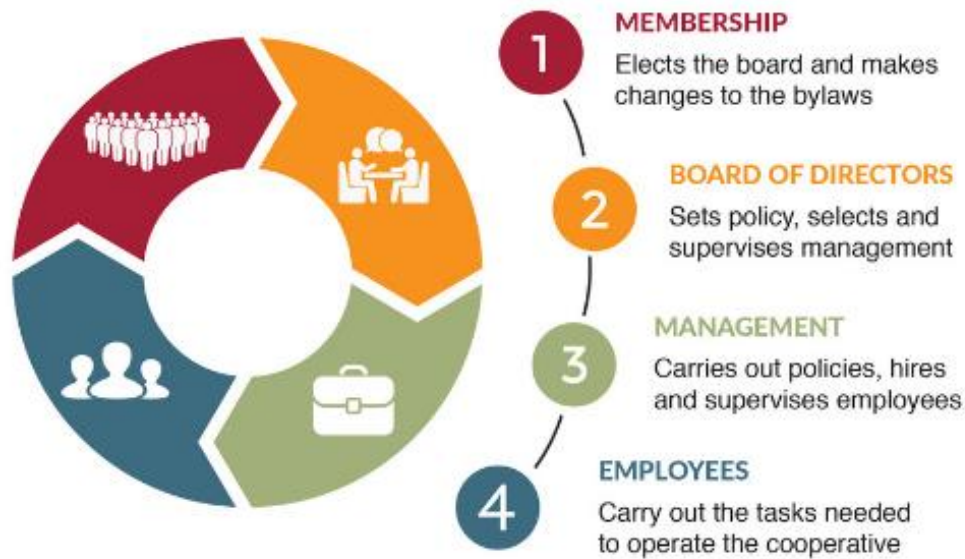 1
MEMBERSHIP
Elects the board and makes
changes to the bylaws
2
BOARD OF DIRECTORS
Sets policy, selects and
supervises management
3
MANAGEMENT
Carries out policies, hires
and supervises employees
4
EMPLOYEES
Carry out the tasks needed
to operate the cooperative